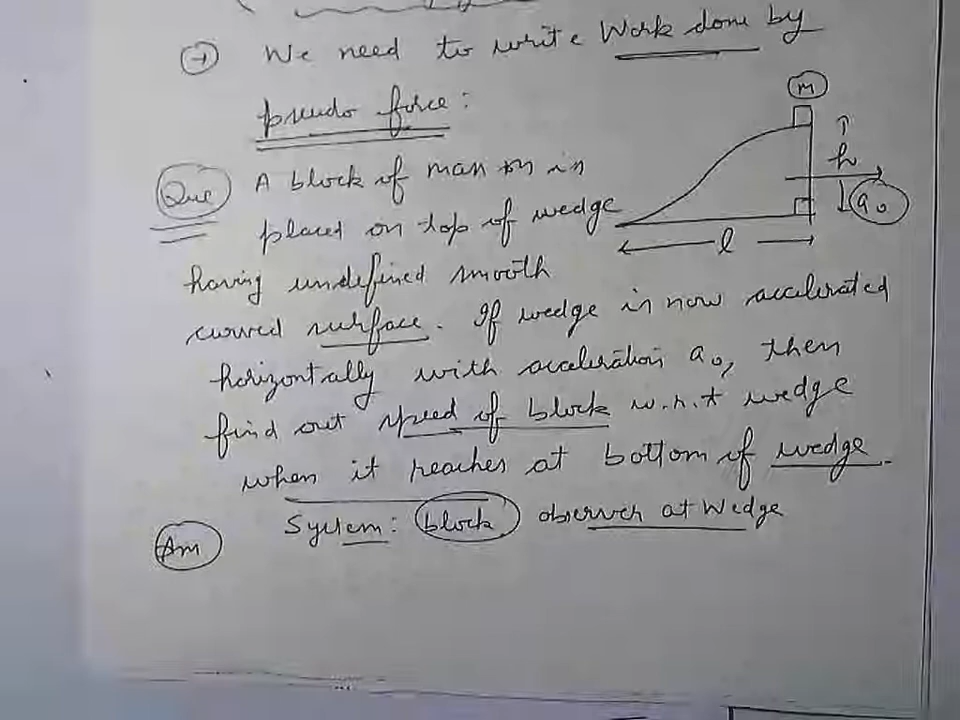 → We need to write Work done by
pseudo force:
m
h
a₀
l
Que A block of mass m is
placed on top of wedge
having undefined smooth
curved surface. If wedge is now accelerated
horizontally with acceleration a₀, then
find out speed of block w.r.t wedge
when it reaches at bottom of wedge.
Ans System: block observer at Wedge